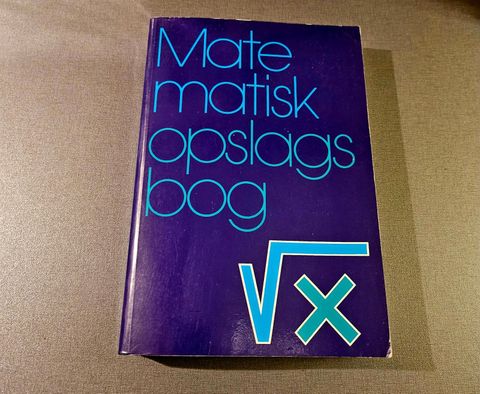 Mate
matisk
opslags
bog
√x